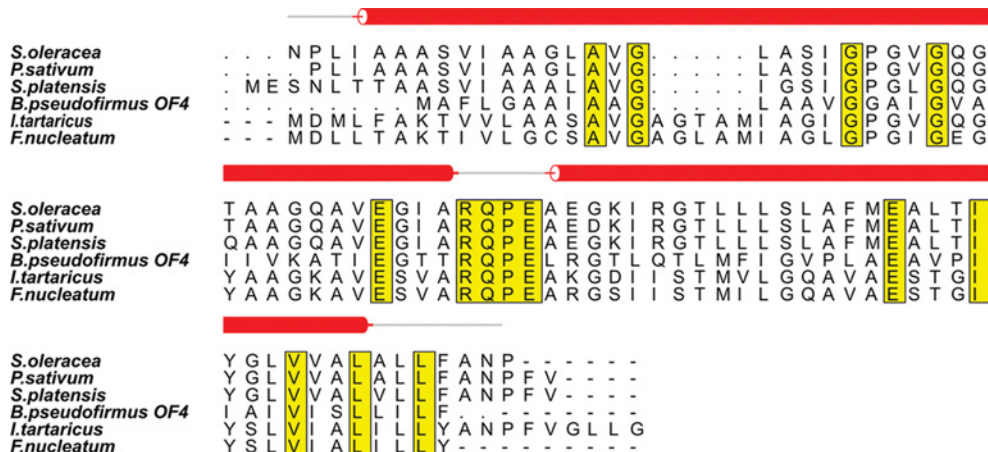 S.oleracea . . . N P L I A A A S V I A A G L A V G . . . . . L A S I G P G V G Q G
P.sativum . . . . P L I A A A S V I A A G L A V G . . . . . L A S I G P G V G Q G
S.platensis . M E S N L T T A A S V I A A A L A V G . . . . . I G S I G P G L G Q G
B.pseudofirmus OF4 . . . . . . . . . M A F L G A A I A A G . . . . . L A A V G G A I G V A
I.tartaricus - - - M D M L F A K T V V L A A S A V G A G T A M I A G I G P G V G Q G
F.nucleatum - - - M D L L T A K T I V L G C S A V G A G L A M I A G L G P G I G E G
S.oleracea T A A G Q A V E G I A R Q P E A E G K I R G T L L L S L A F M E A L T I
P.sativum T A A G Q A V E G I A R Q P E A E D K I R G T L L L S L A F M E A L T I
S.platensis Q A A G Q A V E G I A R Q P E A E G K I R G T L L L S L A F M E A L T I
B.pseudofirmus OF4 I I V K A T I E G T T R Q P E L R G T L Q T L M F I G V P L A E A V P I
I.tartaricus Y A A G K A V E S V A R Q P E A K G D I I S T M V L G Q A V A E S T G I
F.nucleatum Y A A G K A V E S V A R Q P E A R G S I I S T M I L G Q A V A E S T G I
S.oleracea Y G L V V A L A L L F A N P - - - - - -
P.sativum Y G L V V A L A L L F A N P F V - - - -
S.platensis Y G L V V A L V L L F A N P F V - - - -
B.pseudofirmus OF4 I A I V I S L L I L F . . - - - - - - -
I.tartaricus Y S L V I A L I L L Y A N P F V G L L G
F.nucleatum Y S L V I A L I L L Y - - - - - - - - -